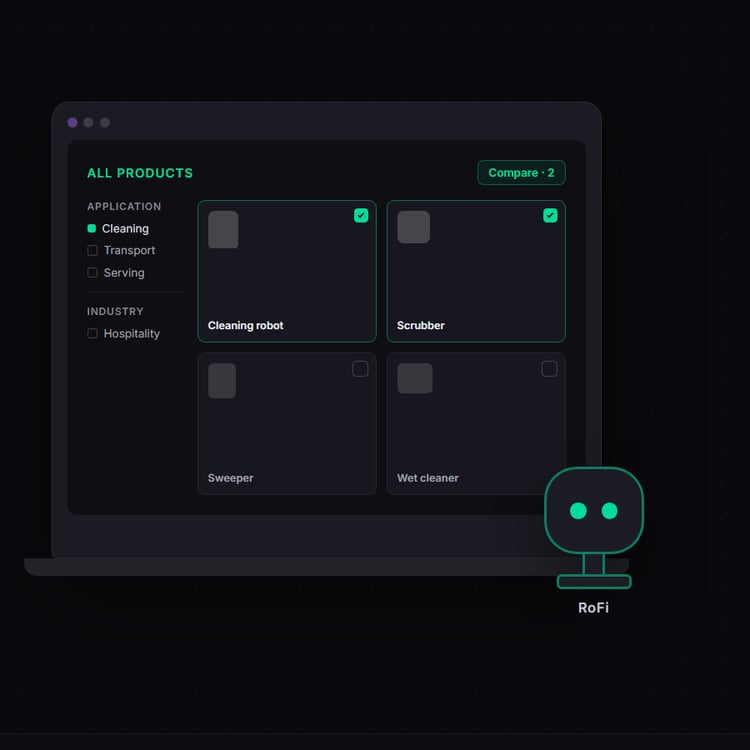 ALL PRODUCTS
Compare · 2
APPLICATION
Cleaning
Transport
Serving
INDUSTRY
Hospitality
Cleaning robot
Scrubber
Sweeper
Wet cleaner
RoFi